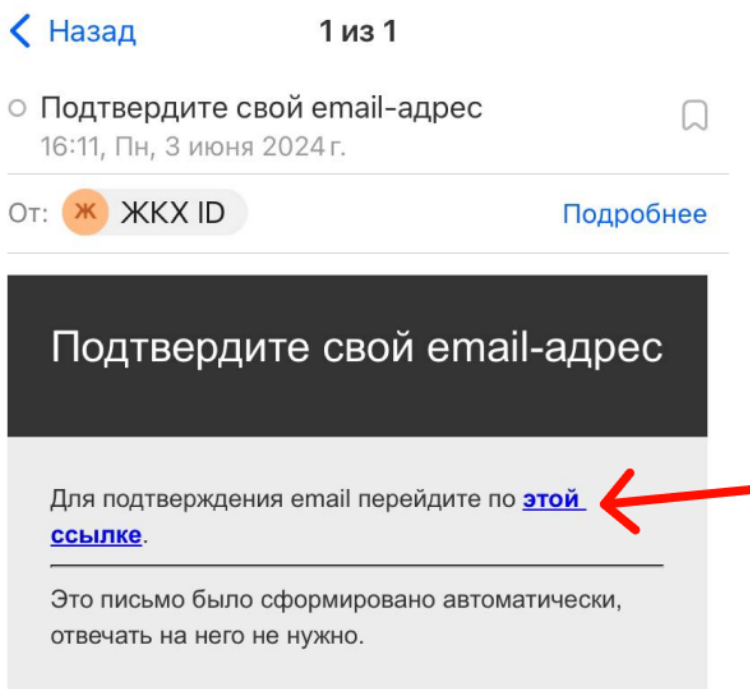 Назад
1 из 1
Подтвердите свой email-адрес
16:11, Пн, 3 июня 2024 г.
От: Ж ЖКХ ID
Подробнее
Подтвердите свой email-адрес
Для подтверждения email перейдите по этой
ссылке.
Это письмо было сформировано автоматически,
отвечать на него не нужно.